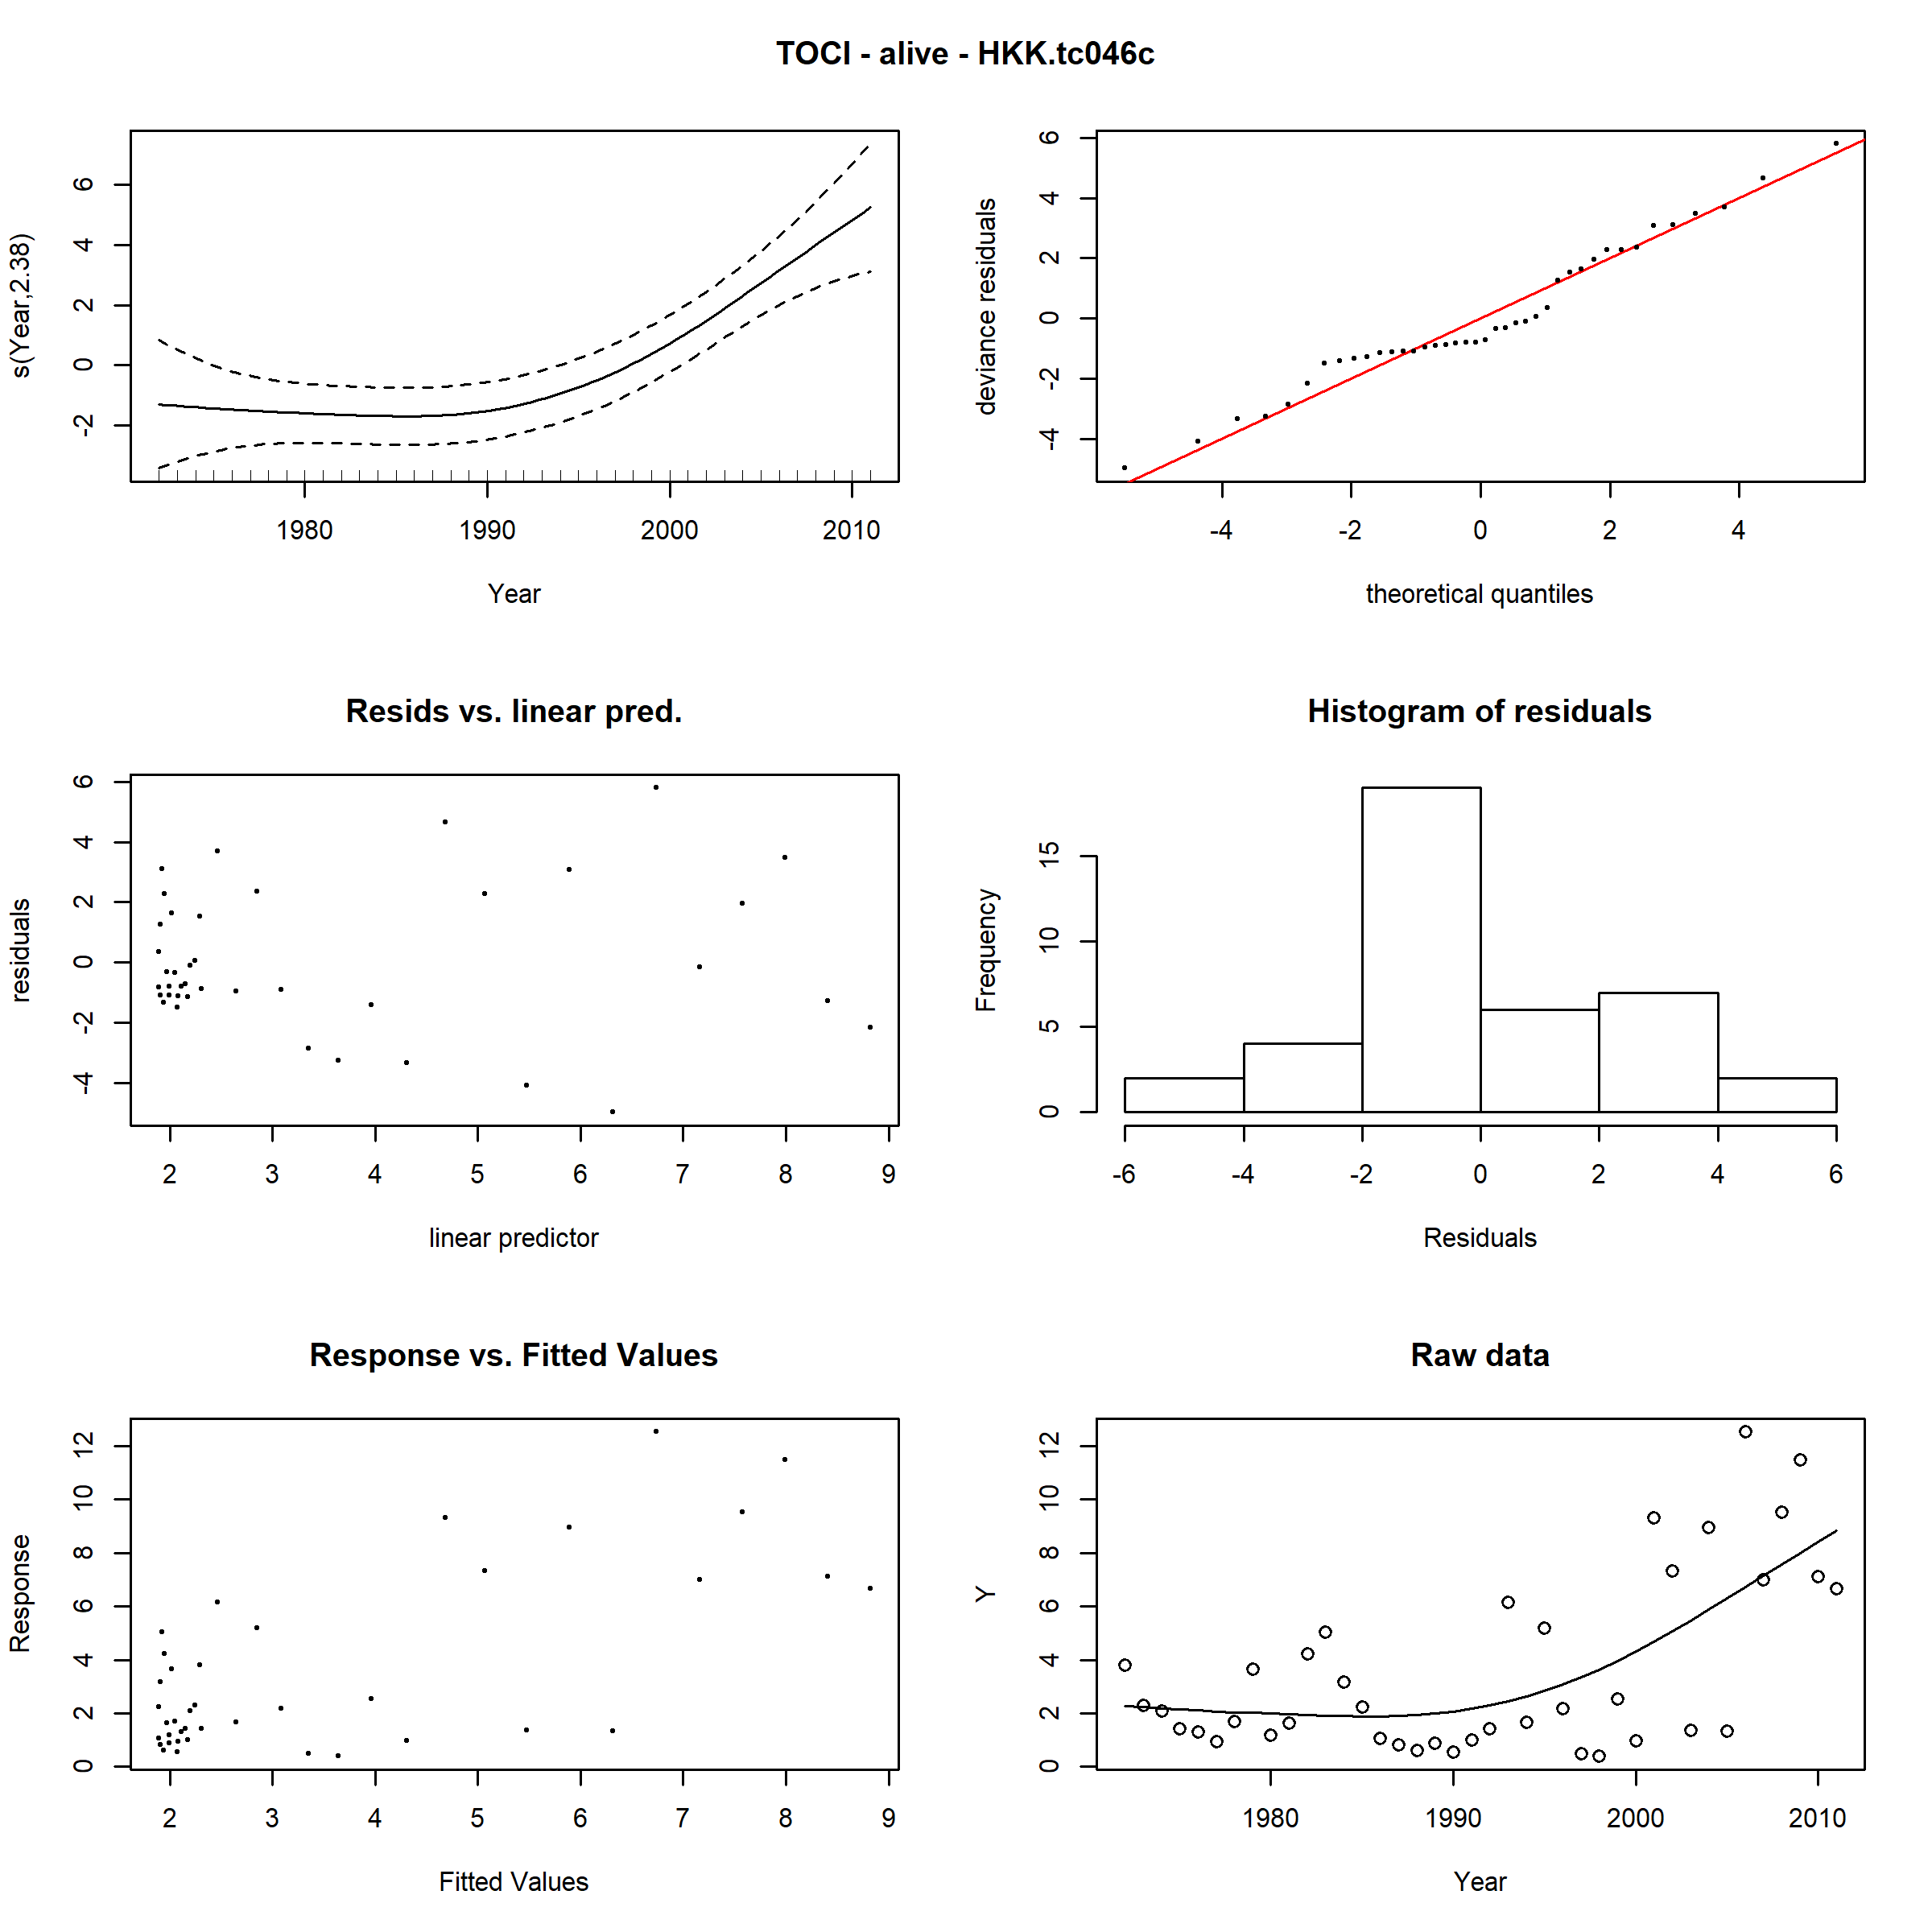 TOCI - alive - HKK.tc046c
s(Year,2.38)
-2 0 2 4 6
1980 1990 2000 2010
Year
deviance residuals
-4 -2 0 2 4 6
-4 -2 0 2 4
theoretical quantiles
Resids vs. linear pred.
residuals
-4 -2 0 2 4 6
2 3 4 5 6 7 8 9
linear predictor
Histogram of residuals
Frequency
0 5 10 15
-6 -4 -2 0 2 4 6
Residuals
Response vs. Fitted Values
Response
0 2 4 6 8 10 12
2 3 4 5 6 7 8 9
Fitted Values
Raw data
Y
0 2 4 6 8 10 12
1980 1990 2000 2010
Year